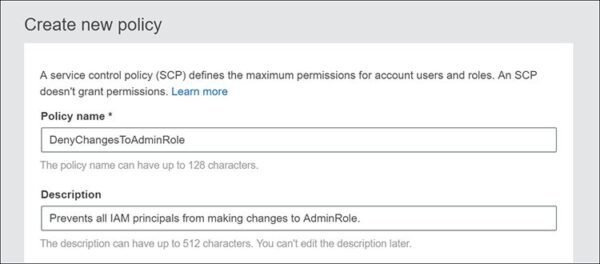 Create new policy
A service control policy (SCP) defines the maximum permissions for account users and roles. An SCP
doesn't grant permissions. Learn more
Policy name *
DenyChangesToAdminRole
The policy name can have up to 128 characters.
Description
Prevents all IAM principals from making changes to AdminRole.
The description can have up to 512 characters. You can't edit the description later.